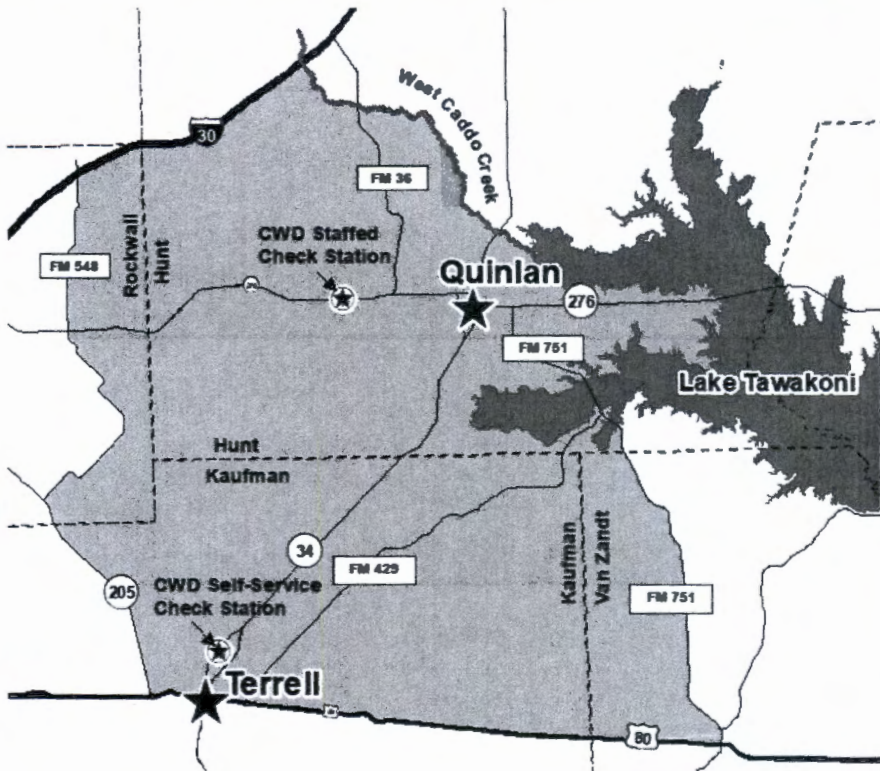 West Caddo Creek
30
FM 36
Rockwall
Hunt
CWD Staffed
Check Station
FM 548
Quinlan
276
FM 751
Lake Tawakoni
Hunt
Kaufman
34
FM 429
Kaufman
Van Zandt
CWD Self-Service
Check Station
205
FM 751
Terrell
80